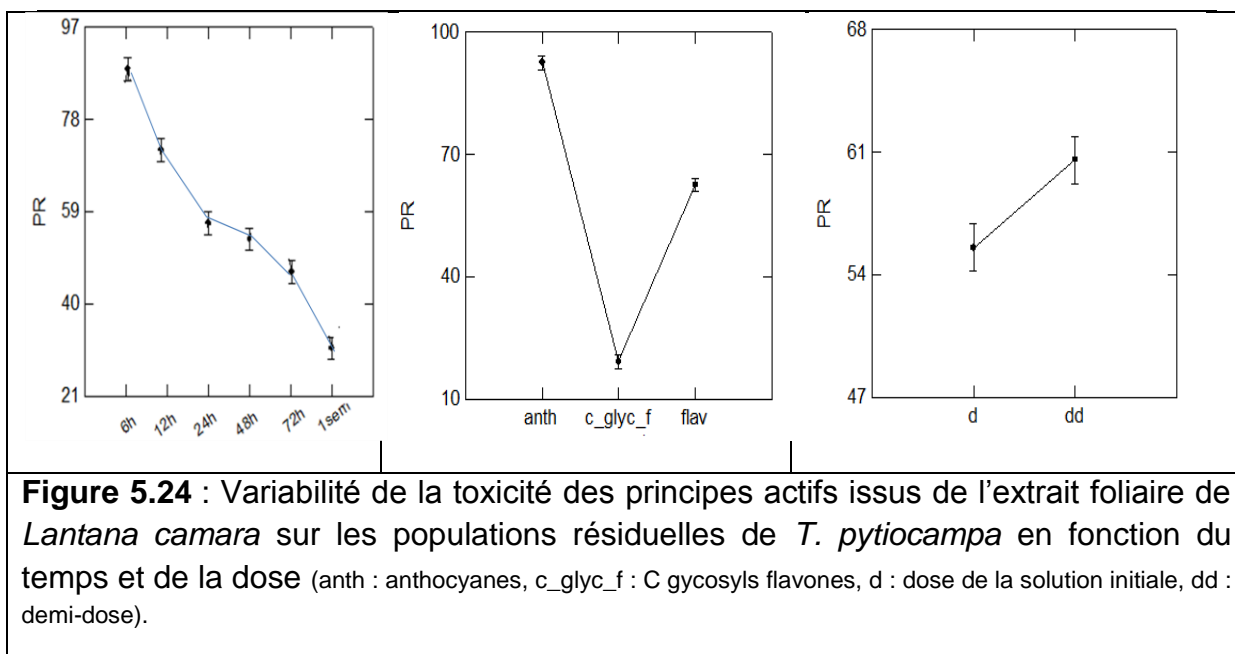 97
78
59
40
21
PR
6h
12h
24h
48h
72h
1sem
100
70
40
10
PR
anth c_glyc_f flav
68
61
54
47
PR
d dd
Figure 5.24 : Variabilité de la toxicité des principes actifs issus de l’extrait foliaire de
Lantana camara sur les populations résiduelles de T. pytiocampa en fonction du
temps et de la dose (anth : anthocyanes, c_glyc_f : C gycosyls flavones, d : dose de la solution initiale, dd :
demi-dose).